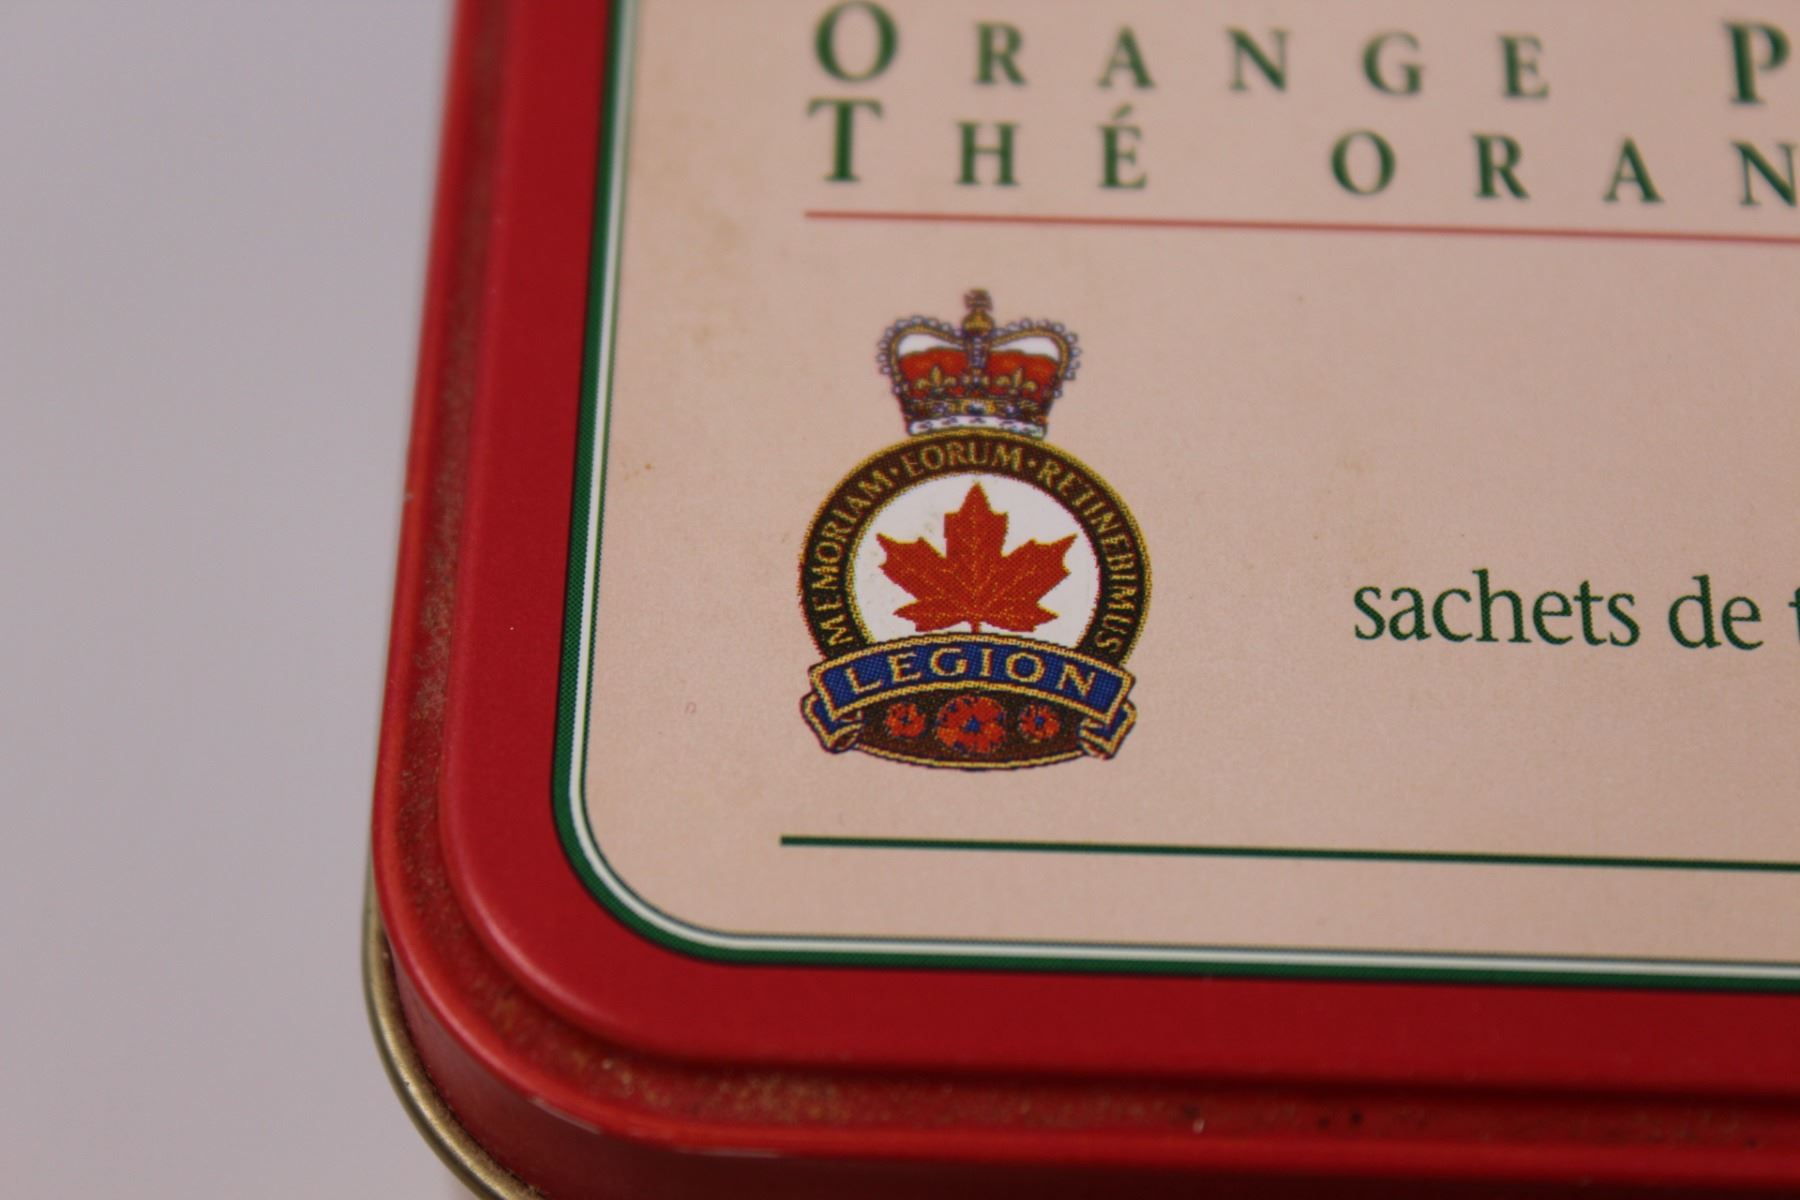 ORANGE P
THÉ ORAN
MEMORIAM · EORUM · RETINEBIMUS
LEGION
sachets de t